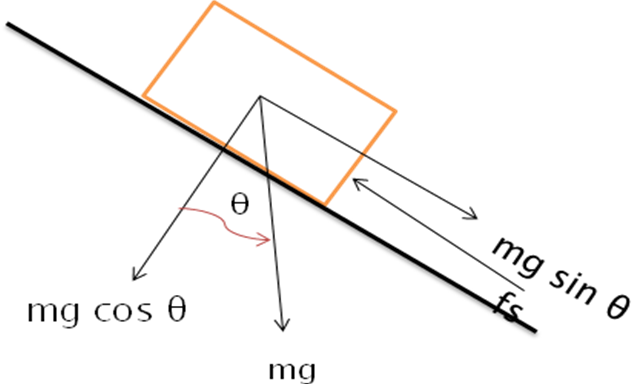 θ
mg sin θ
fs
mg cos θ
mg